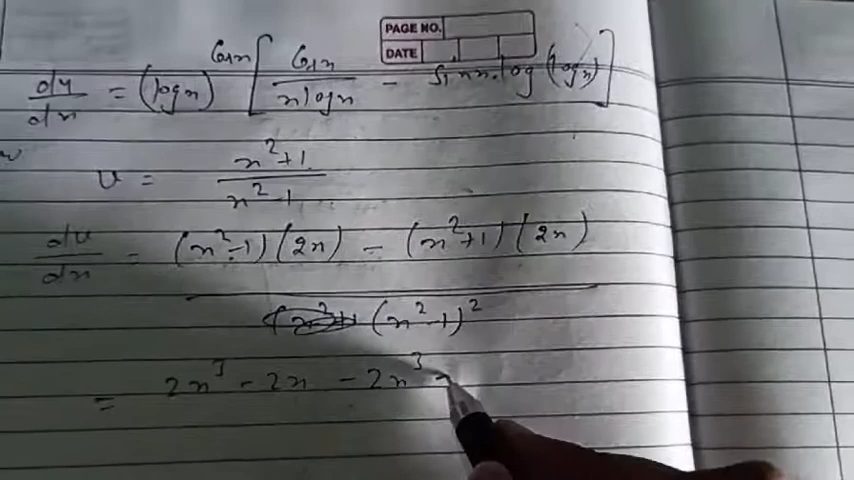 PAGE NO.
DATE
du/dx = (log x)^cos x [ cos x / x log x - sin x. log (log x) ]
v = x²+1 / x²-1
dv/dx = (x²-1)(2x) - (x²+1)(2x) / (x²-1)²
= 2x³ - 2x - 2x³ -